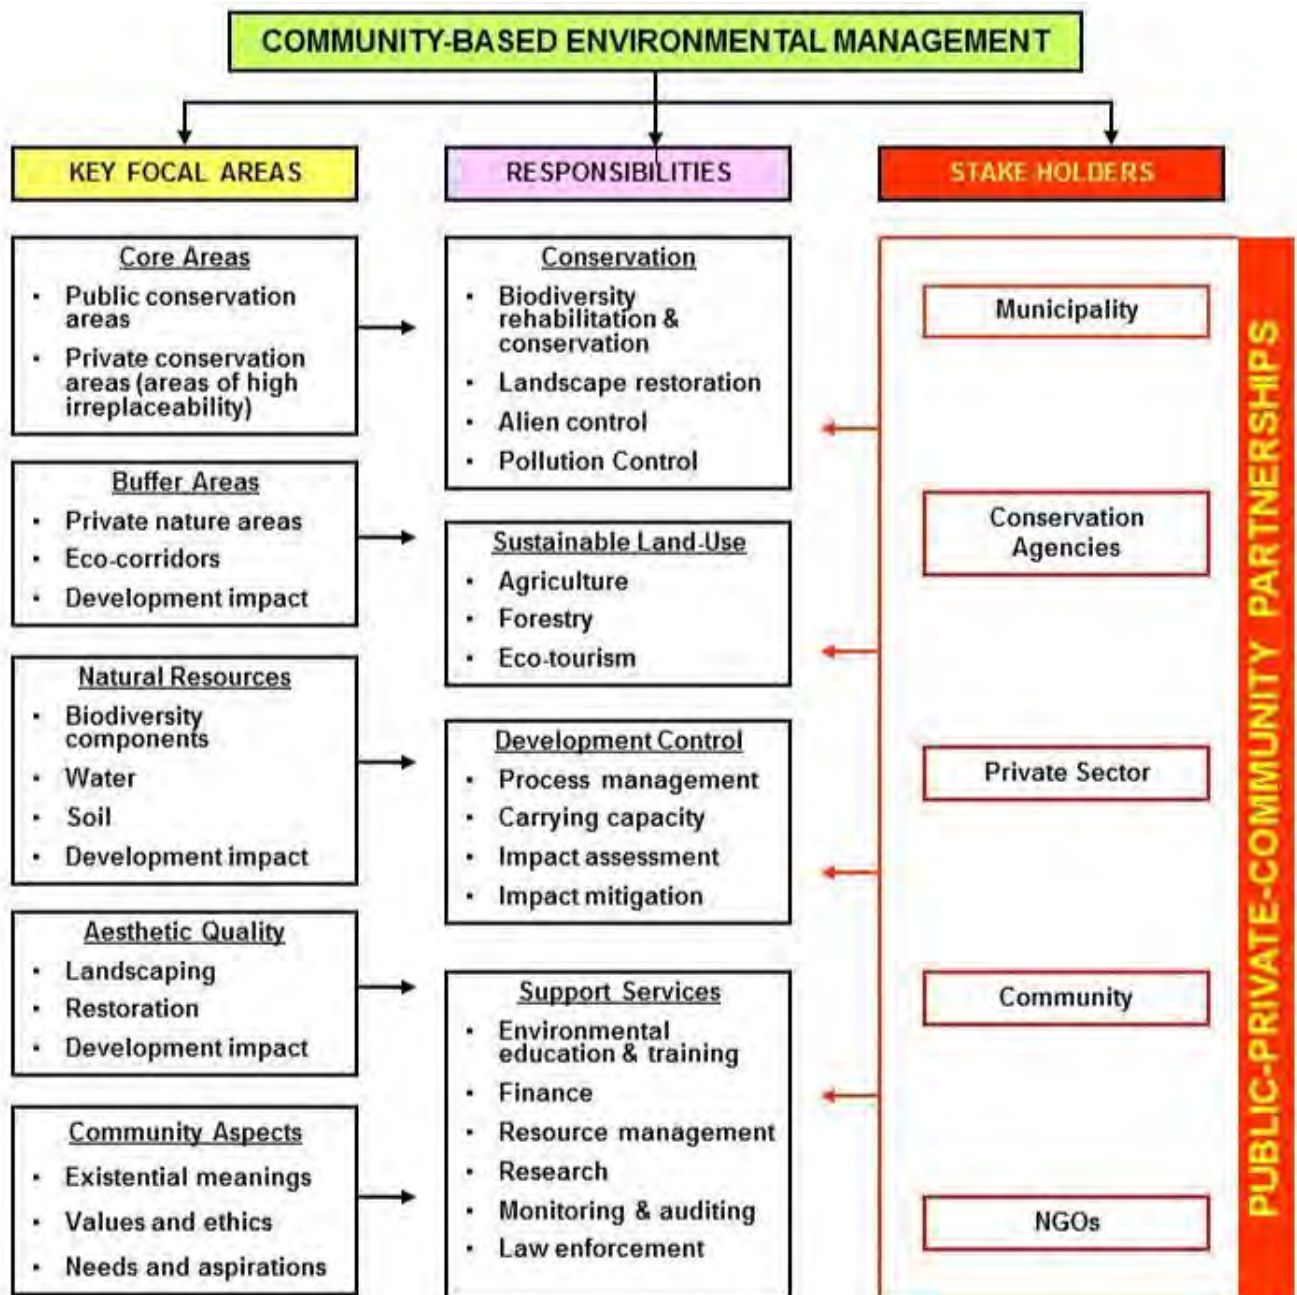 COMMUNITY-BASED ENVIRONMENTAL MANAGEMENT
KEY FOCAL AREAS
Core Areas
· Public conservation
areas
· Private conservation
areas (areas of high
irreplaceability)
Buffer Areas
· Private nature areas
· Eco-corridors
· Development impact
Natural Resources
· Biodiversity
components
· Water
· Soil
· Development impact
Aesthetic Quality
· Landscaping
· Restoration
· Development impact
Community Aspects
· Existential meanings
· Values and ethics
· Needs and aspirations
RESPONSIBILITIES
Conservation
· Biodiversity
rehabilitation &
conservation
· Landscape restoration
· Alien control
· Pollution Control
Sustainable Land-Use
· Agriculture
· Forestry
· Eco-tourism
Development Control
· Process management
· Carrying capacity
· Impact assessment
· Impact mitigation
Support Services
· Environmental
education & training
· Finance
· Resource management
· Research
· Monitoring & auditing
· Law enforcement
STAKE HOLDERS
Municipality
Conservation
Agencies
Private Sector
Community
NGOs
PUBLIC-PRIVATE-COMMUNITY PARTNERSHIPS